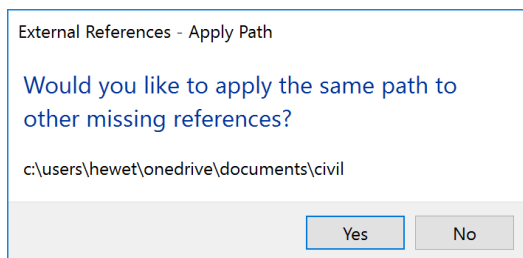 External References - Apply Path
Would you like to apply the same path to
other missing references?
c:\users\hewet\onedrive\documents\civil
Yes
No